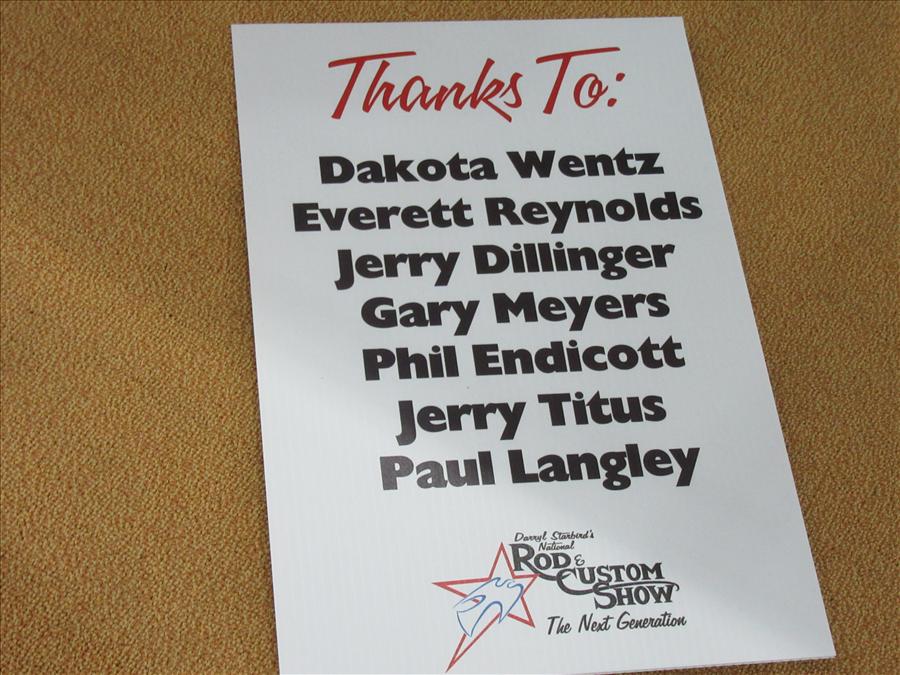 Thanks To:
Dakota Wentz
Everett Reynolds
Jerry Dillinger
Gary Meyers
Phil Endicott
Jerry Titus
Paul Langley
Darryl Starbird's
National
Rod &
Custom
Show
The Next Generation